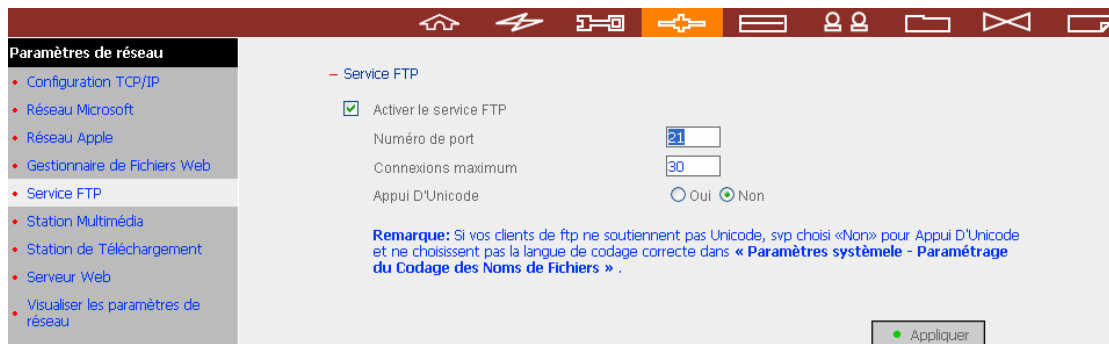 Paramètres de réseau
Configuration TCP/IP
Réseau Microsoft
Réseau Apple
Gestionnaire de Fichiers Web
Service FTP
Station Multimédia
Station de Téléchargement
Serveur Web
Visualiser les paramètres de
réseau
– Service FTP
Activer le service FTP
Numéro de port 21
Connexions maximum 30
Appui D'Unicode Oui Non
Remarque: Si vos clients de ftp ne soutiennent pas Unicode, svp choisi «Non» pour Appui D'Unicode
et ne choisissent pas la langue de codage correcte dans « Paramètres systèmele - Paramétrage
du Codage des Noms de Fichiers » .
Appliquer